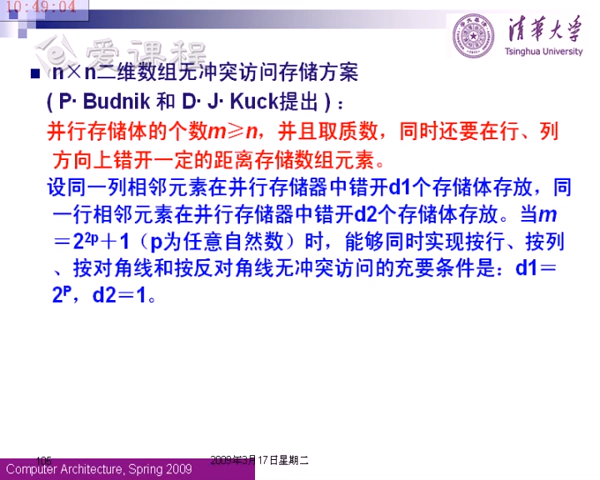 10:49:04
爱课程
清华大学
Tsinghua University
n×n二维数组无冲突访问存储方案
( P· Budnik 和 D· J· Kuck提出 )：
并行存储体的个数m≥n，并且取质数，同时还要在行、列
方向上错开一定的距离存储数组元素。
设同一列相邻元素在并行存储器中错开d1个存储体存放，同
一行相邻元素在并行存储器中错开d2个存储体存放。当m
＝2²ᵖ＋1（p为任意自然数）时，能够同时实现按行、按列
、按对角线和按反对角线无冲突访问的充要条件是：d1＝
2ᴾ，d2＝1。
105
2009年3月17日星期二
Computer Architecture, Spring 2009